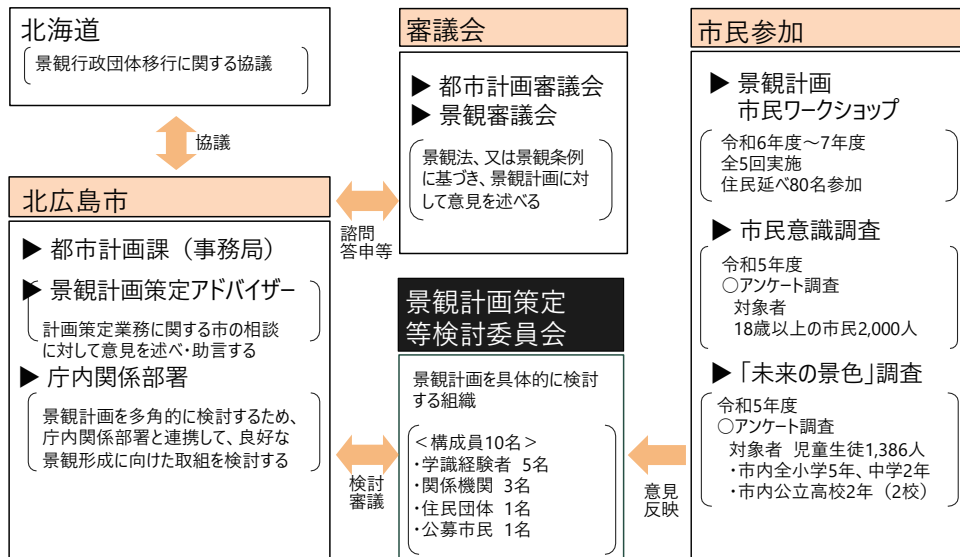 北海道
景観行政団体移行に関する協議
協議
北広島市
▶ 都市計画課（事務局）
▶ 景観計画策定アドバイザー
計画策定業務に関する市の相談
に対して意見を述べ・助言する
▶ 庁内関係部署
景観計画を多角的に検討するため、
庁内関係部署と連携して、良好な
景観形成に向けた取組を検討する
諮問
答申等
検討
審議
審議会
▶ 都市計画審議会
▶ 景観審議会
景観法、又は景観条例
に基づき、景観計画に対
して意見を述べる
景観計画策定
等検討委員会
景観計画を具体的に検討
する組織
＜構成員10名＞
・学識経験者 5名
・関係機関 3名
・住民団体 1名
・公募市民 1名
意見
反映
市民参加
▶ 景観計画
市民ワークショップ
令和6年度～7年度
全5回実施
住民延べ80名参加
▶ 市民意識調査
令和5年度
○アンケート調査
対象者
18歳以上の市民2,000人
▶ 「未来の景色」調査
令和5年度
○アンケート調査
対象者 児童生徒1,386人
・市内全小学5年、中学2年
・市内公立高校2年（2校）